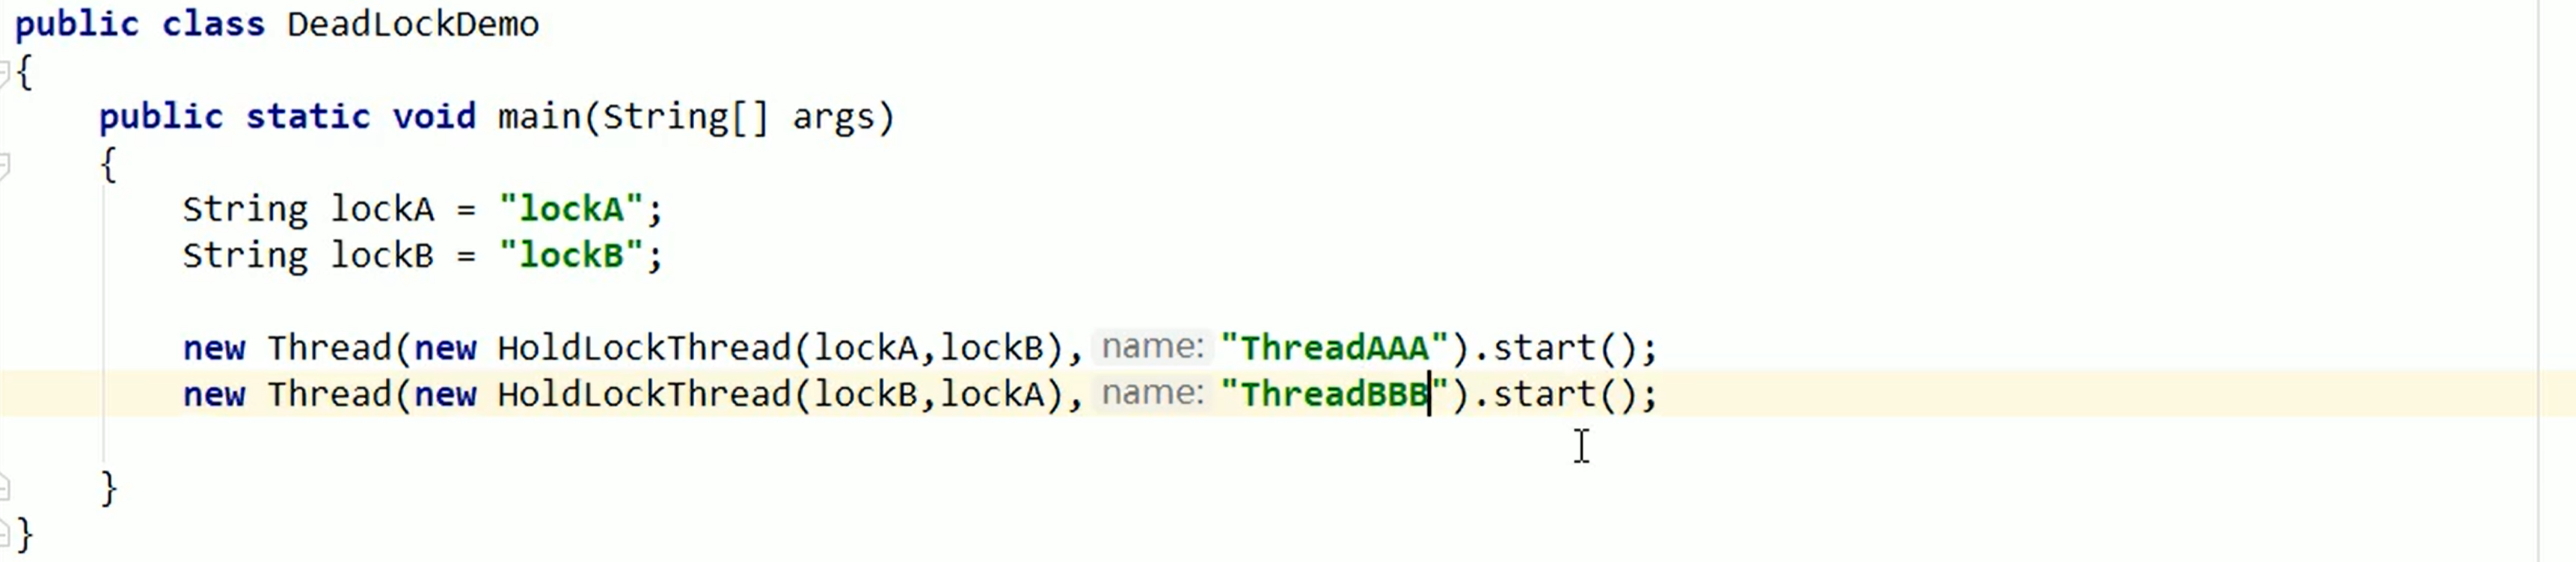 public class DeadLockDemo
{
    public static void main(String[] args)
    {
        String lockA = "lockA";
        String lockB = "lockB";

        new Thread(new HoldLockThread(lockA,lockB), name: "ThreadAAA").start();
        new Thread(new HoldLockThread(lockB,lockA), name: "ThreadBBB").start();

    }
}